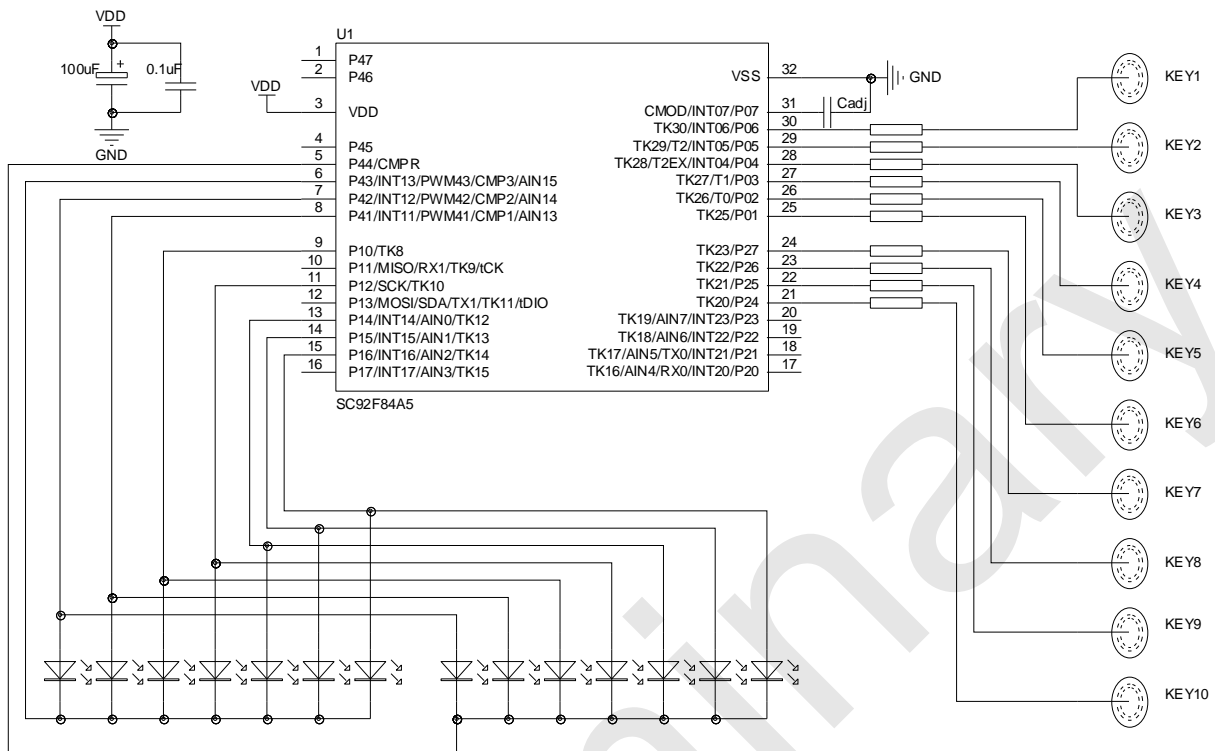 VDD
100uF
+
0.1uF
GND
VDD
U1
1 P47
2 P46
3 VDD
4 P45
5 P44/CMPR
6 P43/INT13/PWM43/CMP3/AIN15
7 P42/INT12/PWM42/CMP2/AIN14
8 P41/INT11/PWM41/CMP1/AIN13
9 P10/TK8
10 P11/MISO/RX1/TK9/tCK
11 P12/SCK/TK10
12 P13/MOSI/SDA/TX1/TK11/tDIO
13 P14/INT14/AIN0/TK12
14 P15/INT15/AIN1/TK13
15 P16/INT16/AIN2/TK14
16 P17/INT17/AIN3/TK15
VSS 32
CMOD/INT07/P07 31
TK30/INT06/P06 30
TK29/T2/INT05/P05 29
TK28/T2EX/INT04/P04 28
TK27/T1/P03 27
TK26/T0/P02 26
TK25/P01 25
TK23/P27 24
TK22/P26 23
TK21/P25 22
TK20/P24 21
TK19/AIN7/INT23/P23 20
TK18/AIN6/INT22/P22 19
TK17/AIN5/TX0/INT21/P21 18
TK16/AIN4/RX0/INT20/P20 17
SC92F84A5
GND
Cadj
KEY1
KEY2
KEY3
KEY4
KEY5
KEY6
KEY7
KEY8
KEY9
KEY10
inary